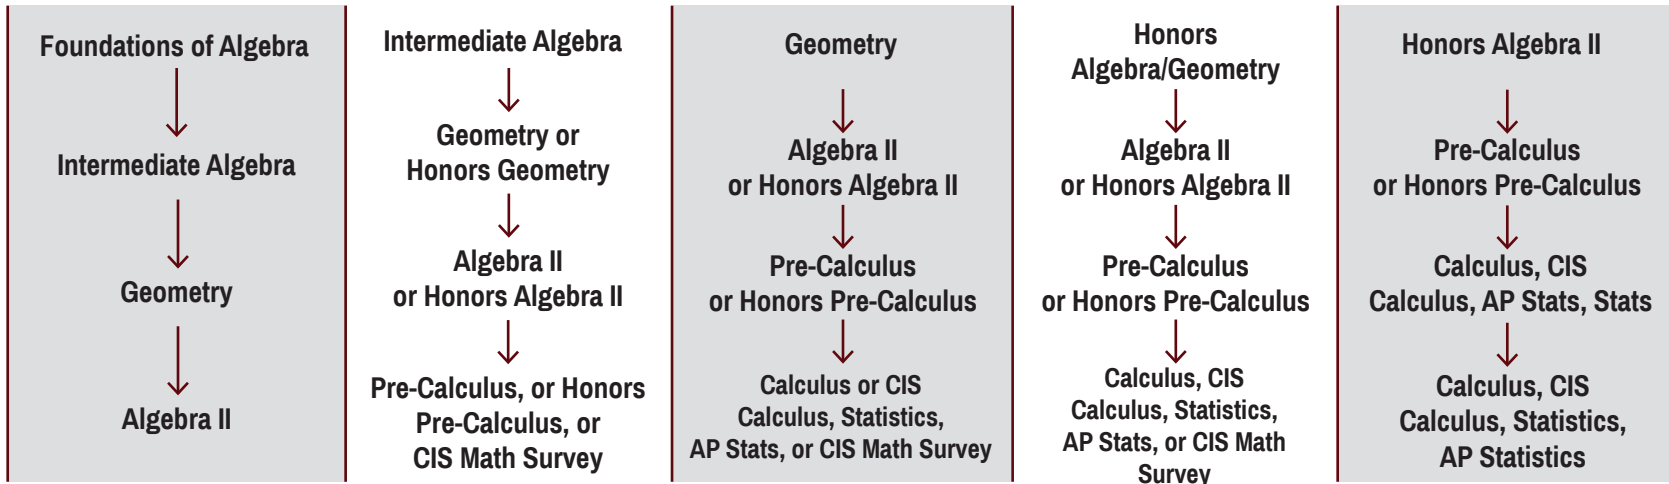 Foundations of Algebra
Intermediate Algebra
Geometry
Algebra II
Intermediate Algebra
Geometry or
Honors Geometry
Algebra II
or Honors Algebra II
Pre-Calculus, or Honors
Pre-Calculus, or
CIS Math Survey
Geometry
Algebra II
or Honors Algebra II
Pre-Calculus
or Honors Pre-Calculus
Calculus or CIS
Calculus, Statistics,
AP Stats, or CIS Math Survey
Honors
Algebra/Geometry
Algebra II
or Honors Algebra II
Pre-Calculus
or Honors Pre-Calculus
Calculus, CIS
Calculus, Statistics,
AP Stats, or CIS Math
Survey
Honors Algebra II
Pre-Calculus
or Honors Pre-Calculus
Calculus, CIS
Calculus, AP Stats, Stats
Calculus, CIS
Calculus, Statistics,
AP Statistics